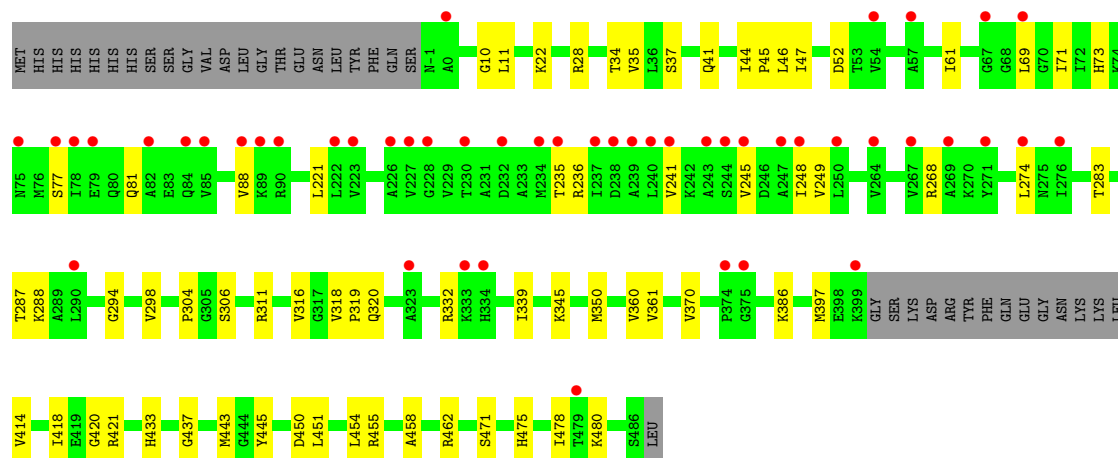 MET HIS HIS HIS HIS HIS HIS SER SER GLY VAL ASP LEU GLY THR GLU ASN LEU TYR PHE GLN SER N-1 A0 G10 L11 K22 R28 T34 V35 L36 S37 Q41 I44 P45 L46 I47 D52 T53 V54 A57 I61 G67 G68 L69 G70 I71 I72 H73 K74
N75 M76 S77 I78 E79 Q80 Q81 A82 E83 Q84 V85 V88 K89 R90 L221 L222 V223 A226 V227 G228 V229 T230 A231 D232 A233 M234 T235 R236 I237 D238 A239 L240 V241 K242 A243 S244 V245 D246 A247 I248 V249 L250 V264 V267 R268 A269 K270 Y271 L274 N275 I276 T283
T287 K288 A289 L290 G294 V298 P304 G305 S306 R311 V316 G317 V318 P319 Q320 A323 R332 K333 H334 I339 K345 M350 V360 V361 V370 P374 G375 K386 M397 E398 K399 GLY SER LYS ASP ARG TYR PHE GLN GLU GLY ASN LYS LYS LEU
V414 I418 E419 G420 R421 H433 G437 M443 G444 Y445 D450 L451 L454 R455 A458 R462 S471 H475 I478 T479 K480 S486 LEU